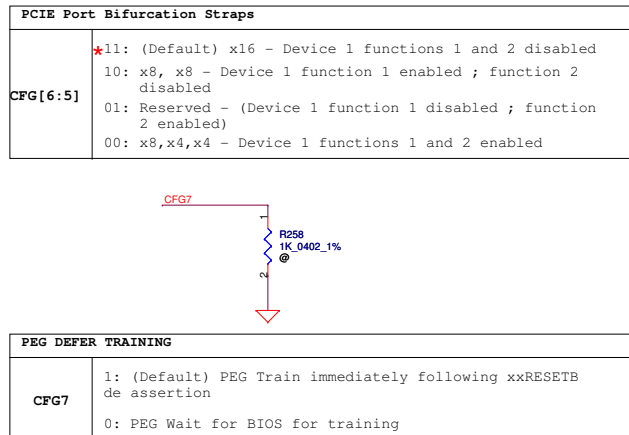 PCIE Port Bifurcation Straps
*11: (Default) x16 - Device 1 functions 1 and 2 disabled
10: x8, x8 - Device 1 function 1 enabled ; function 2
disabled
CFG[6:5]
01: Reserved - (Device 1 function 1 disabled ; function
2 enabled)
00: x8,x4,x4 - Device 1 functions 1 and 2 enabled
CFG7
1
R258
1K_0402_1%
@
2
PEG DEFER TRAINING
1: (Default) PEG Train immediately following xxRESETB
de assertion
CFG7
0: PEG Wait for BIOS for training